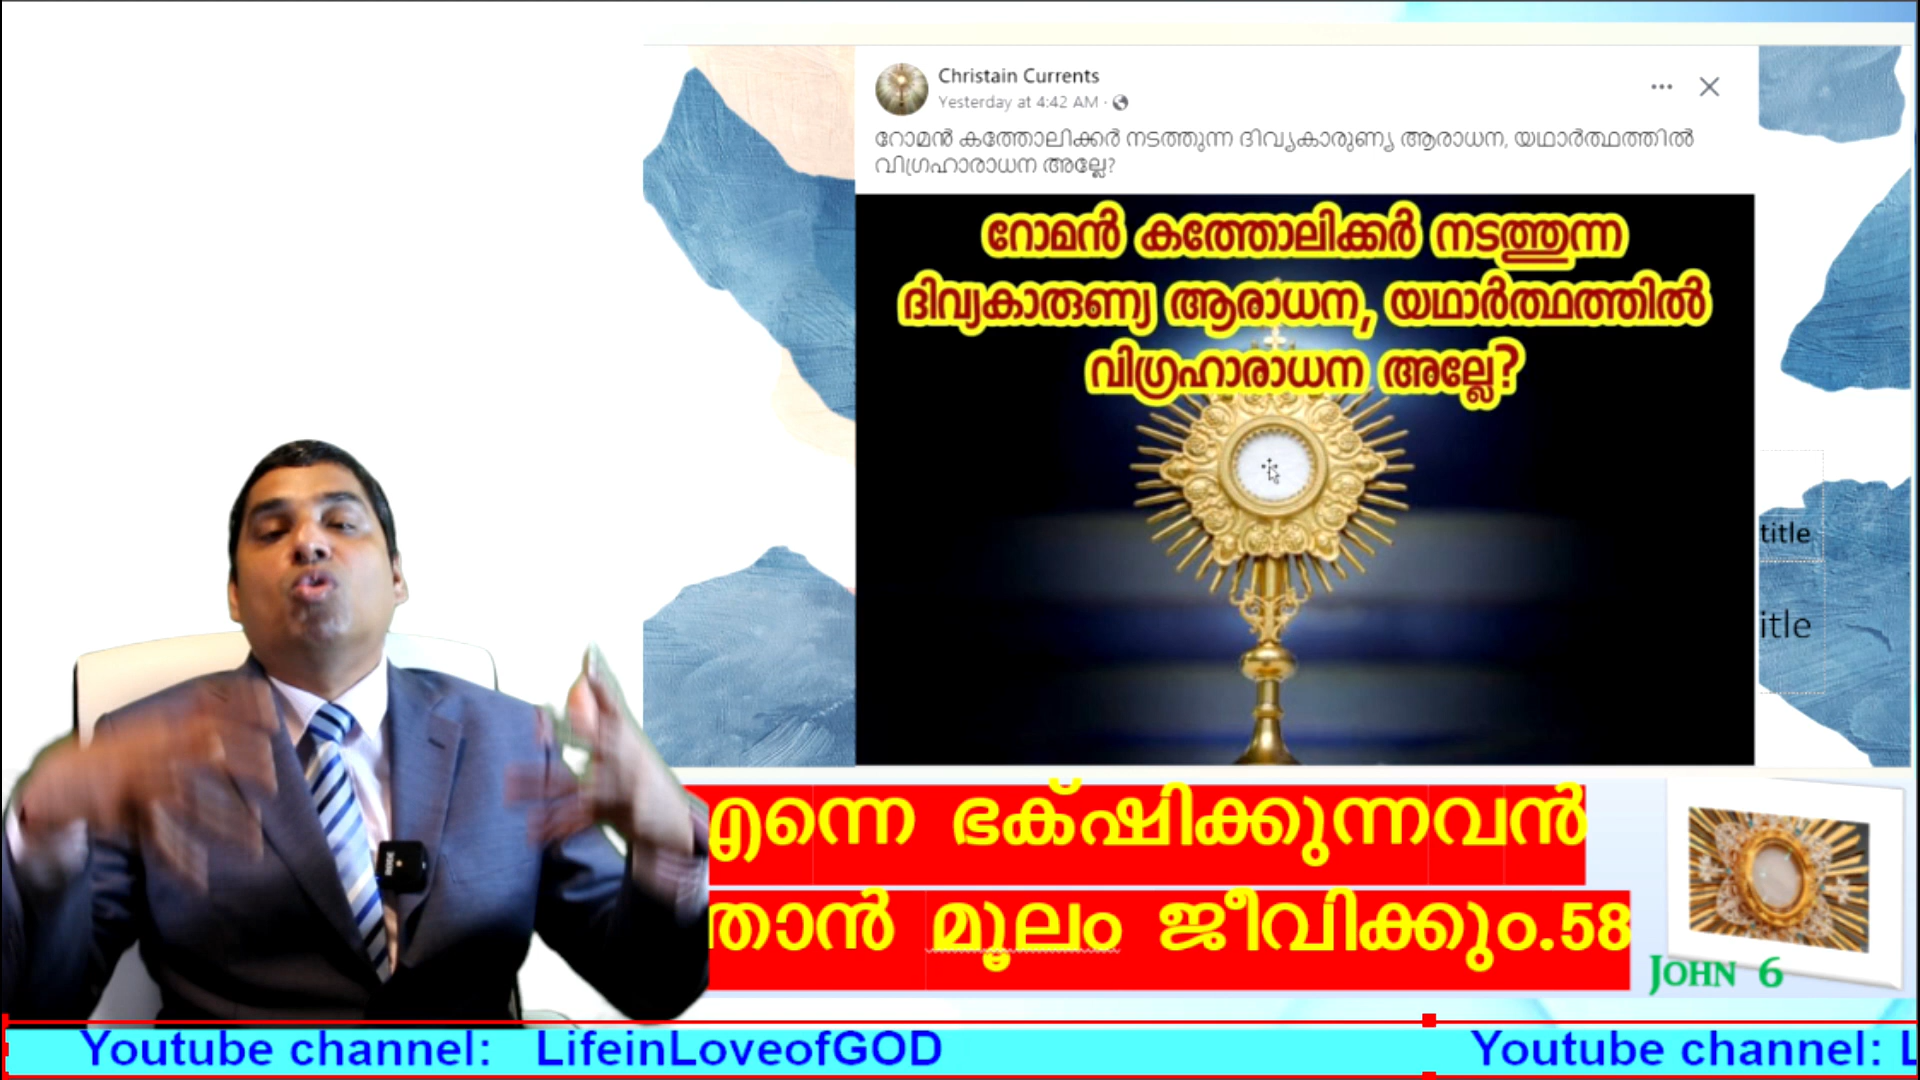 Christain Currents
Yesterday at 4:42 AM ·
റോമൻ കത്തോലിക്കർ നടത്തുന്ന ദിവ്യകാരുണ്യ ആരാധന, യഥാർത്ഥത്തിൽ
വിഗ്രഹാരാധന അല്ലേ?
റോമൻ കത്തോലിക്കർ നടത്തുന്ന
ദിവ്യകാരുണ്യ ആരാധന, യഥാർത്ഥത്തിൽ
വിഗ്രഹാരാധന അല്ലേ?
title
itle
എന്നെ ഭക്ഷിക്കുന്നവൻ
ഞാൻ മൂലം ജീവിക്കും.58
JOHN 6
Youtube channel: LifeinLoveofGOD
Youtube channel: L